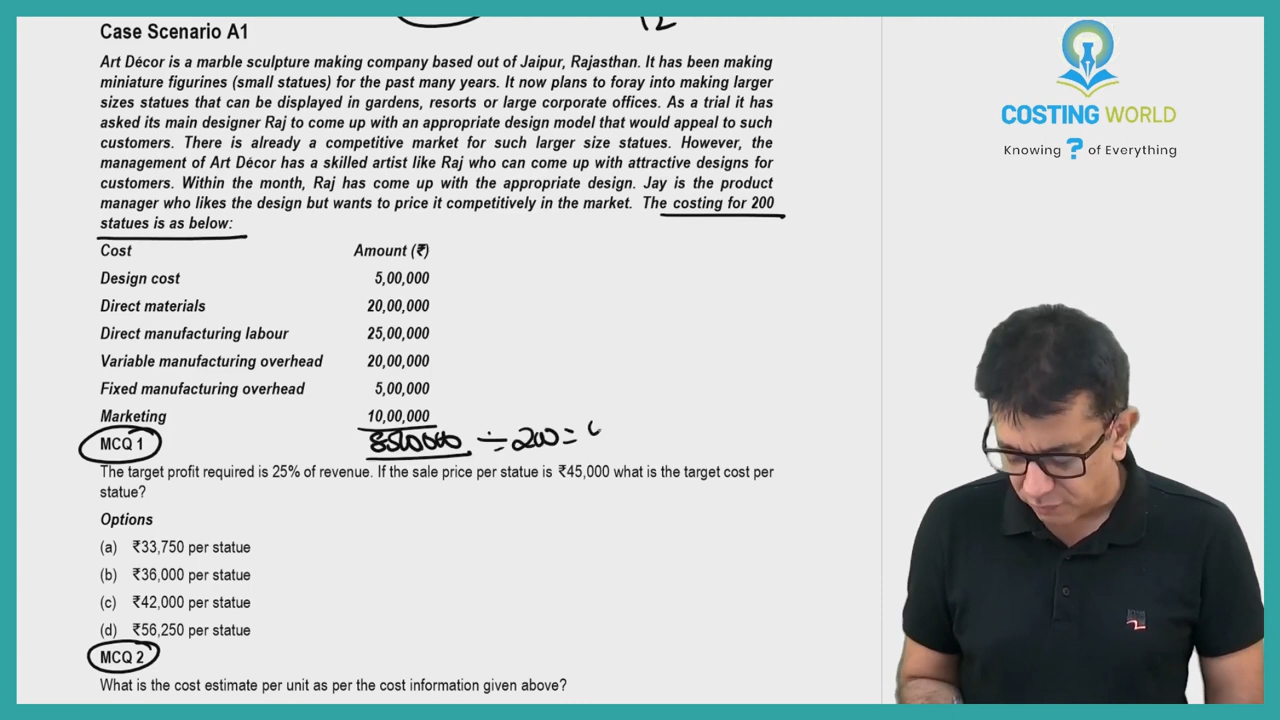 12
Case Scenario A1
Art Décor is a marble sculpture making company based out of Jaipur, Rajasthan. It has been making
miniature figurines (small statues) for the past many years. It now plans to foray into making larger
sizes statues that can be displayed in gardens, resorts or large corporate offices. As a trial it has
asked its main designer Raj to come up with an appropriate design model that would appeal to such
customers. There is already a competitive market for such larger size statues. However, the
management of Art Décor has a skilled artist like Raj who can come up with attractive designs for
customers. Within the month, Raj has come up with the appropriate design. Jay is the product
manager who likes the design but wants to price it competitively in the market. The costing for 200
statues is as below:
Cost Amount (₹)
Design cost 5,00,000
Direct materials 20,00,000
Direct manufacturing labour 25,00,000
Variable manufacturing overhead 20,00,000
Fixed manufacturing overhead 5,00,000
Marketing 10,00,000
MCQ 1 8500000 ÷ 200 =
The target profit required is 25% of revenue. If the sale price per statue is ₹45,000 what is the target cost per
statue?
Options
(a) ₹33,750 per statue
(b) ₹36,000 per statue
(c) ₹42,000 per statue
(d) ₹56,250 per statue
MCQ 2
What is the cost estimate per unit as per the cost information given above?
COSTING WORLD
Knowing ? of Everything